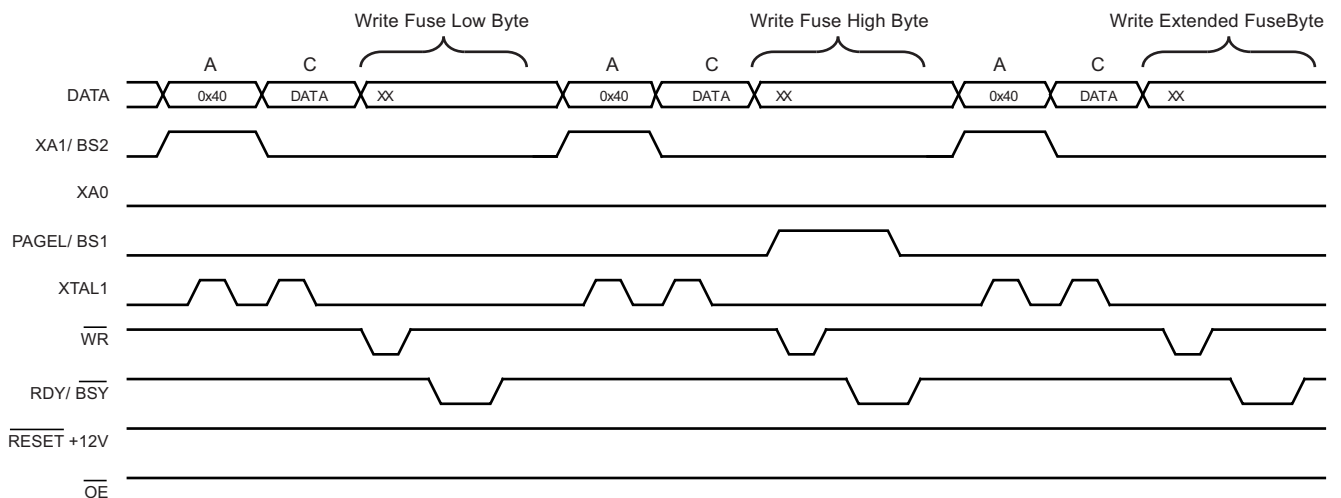 Write Fuse Low Byte Write Fuse High Byte Write Extended FuseByte
A C A C A C
DATA 0x40 DATA XX 0x40 DATA XX 0x40 DATA XX
XA1/ BS2
XA0
PAGEL/ BS1
XTAL1
WR
RDY/ BSY
RESET +12V
OE